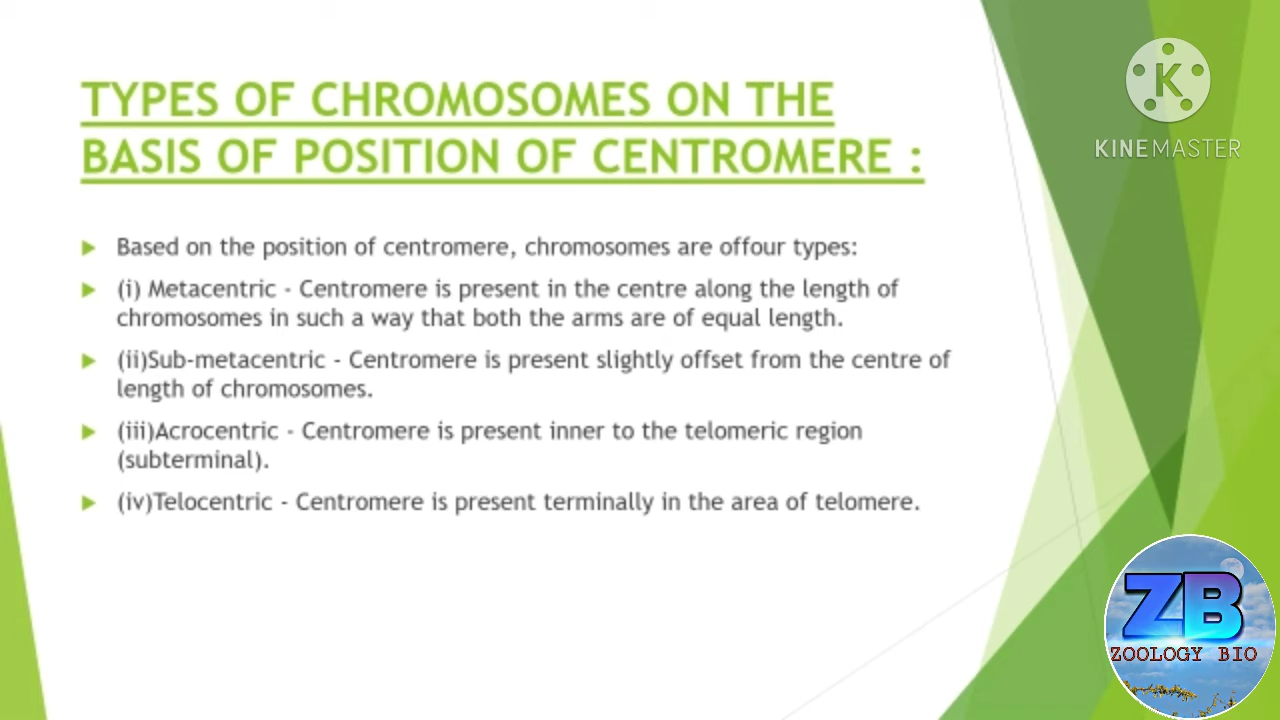 TYPES OF CHROMOSOMES ON THE
BASIS OF POSITION OF CENTROMERE :
Based on the position of centromere, chromosomes are offour types:
(i) Metacentric - Centromere is present in the centre along the length of
chromosomes in such a way that both the arms are of equal length.
(ii)Sub-metacentric - Centromere is present slightly offset from the centre of
length of chromosomes.
(iii)Acrocentric - Centromere is present inner to the telomeric region
(subterminal).
(iv)Telocentric - Centromere is present terminally in the area of telomere.
K
KINEMASTER
ZB
ZOOLOGY BIO